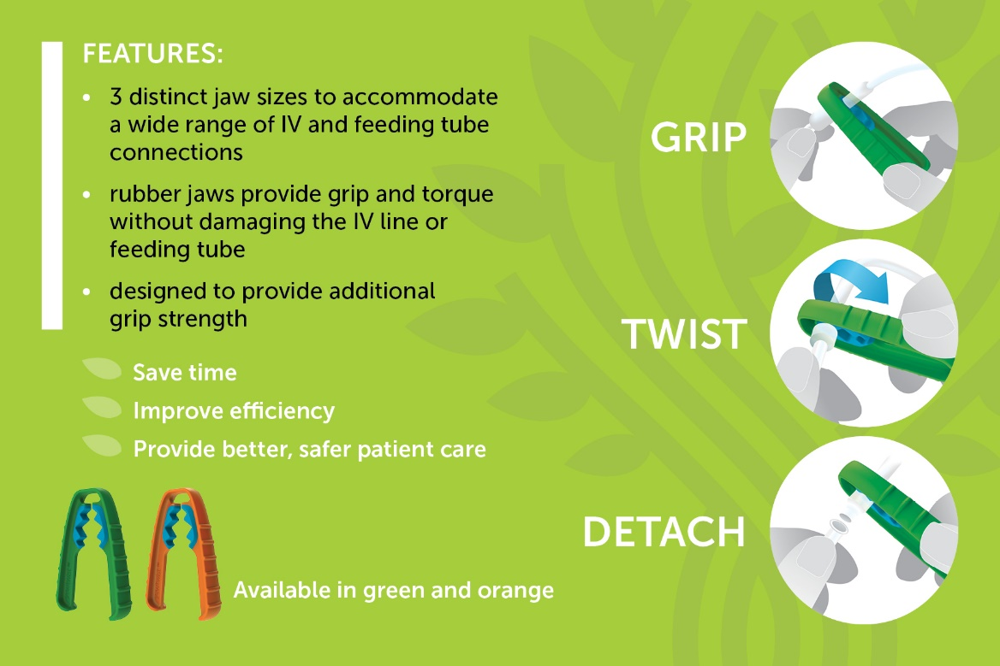 FEATURES:
• 3 distinct jaw sizes to accommodate
a wide range of IV and feeding tube
connections
• rubber jaws provide grip and torque
without damaging the IV line or
feeding tube
• designed to provide additional
grip strength
Save time
Improve efficiency
Provide better, safer patient care
Available in green and orange
GRIP
TWIST
DETACH